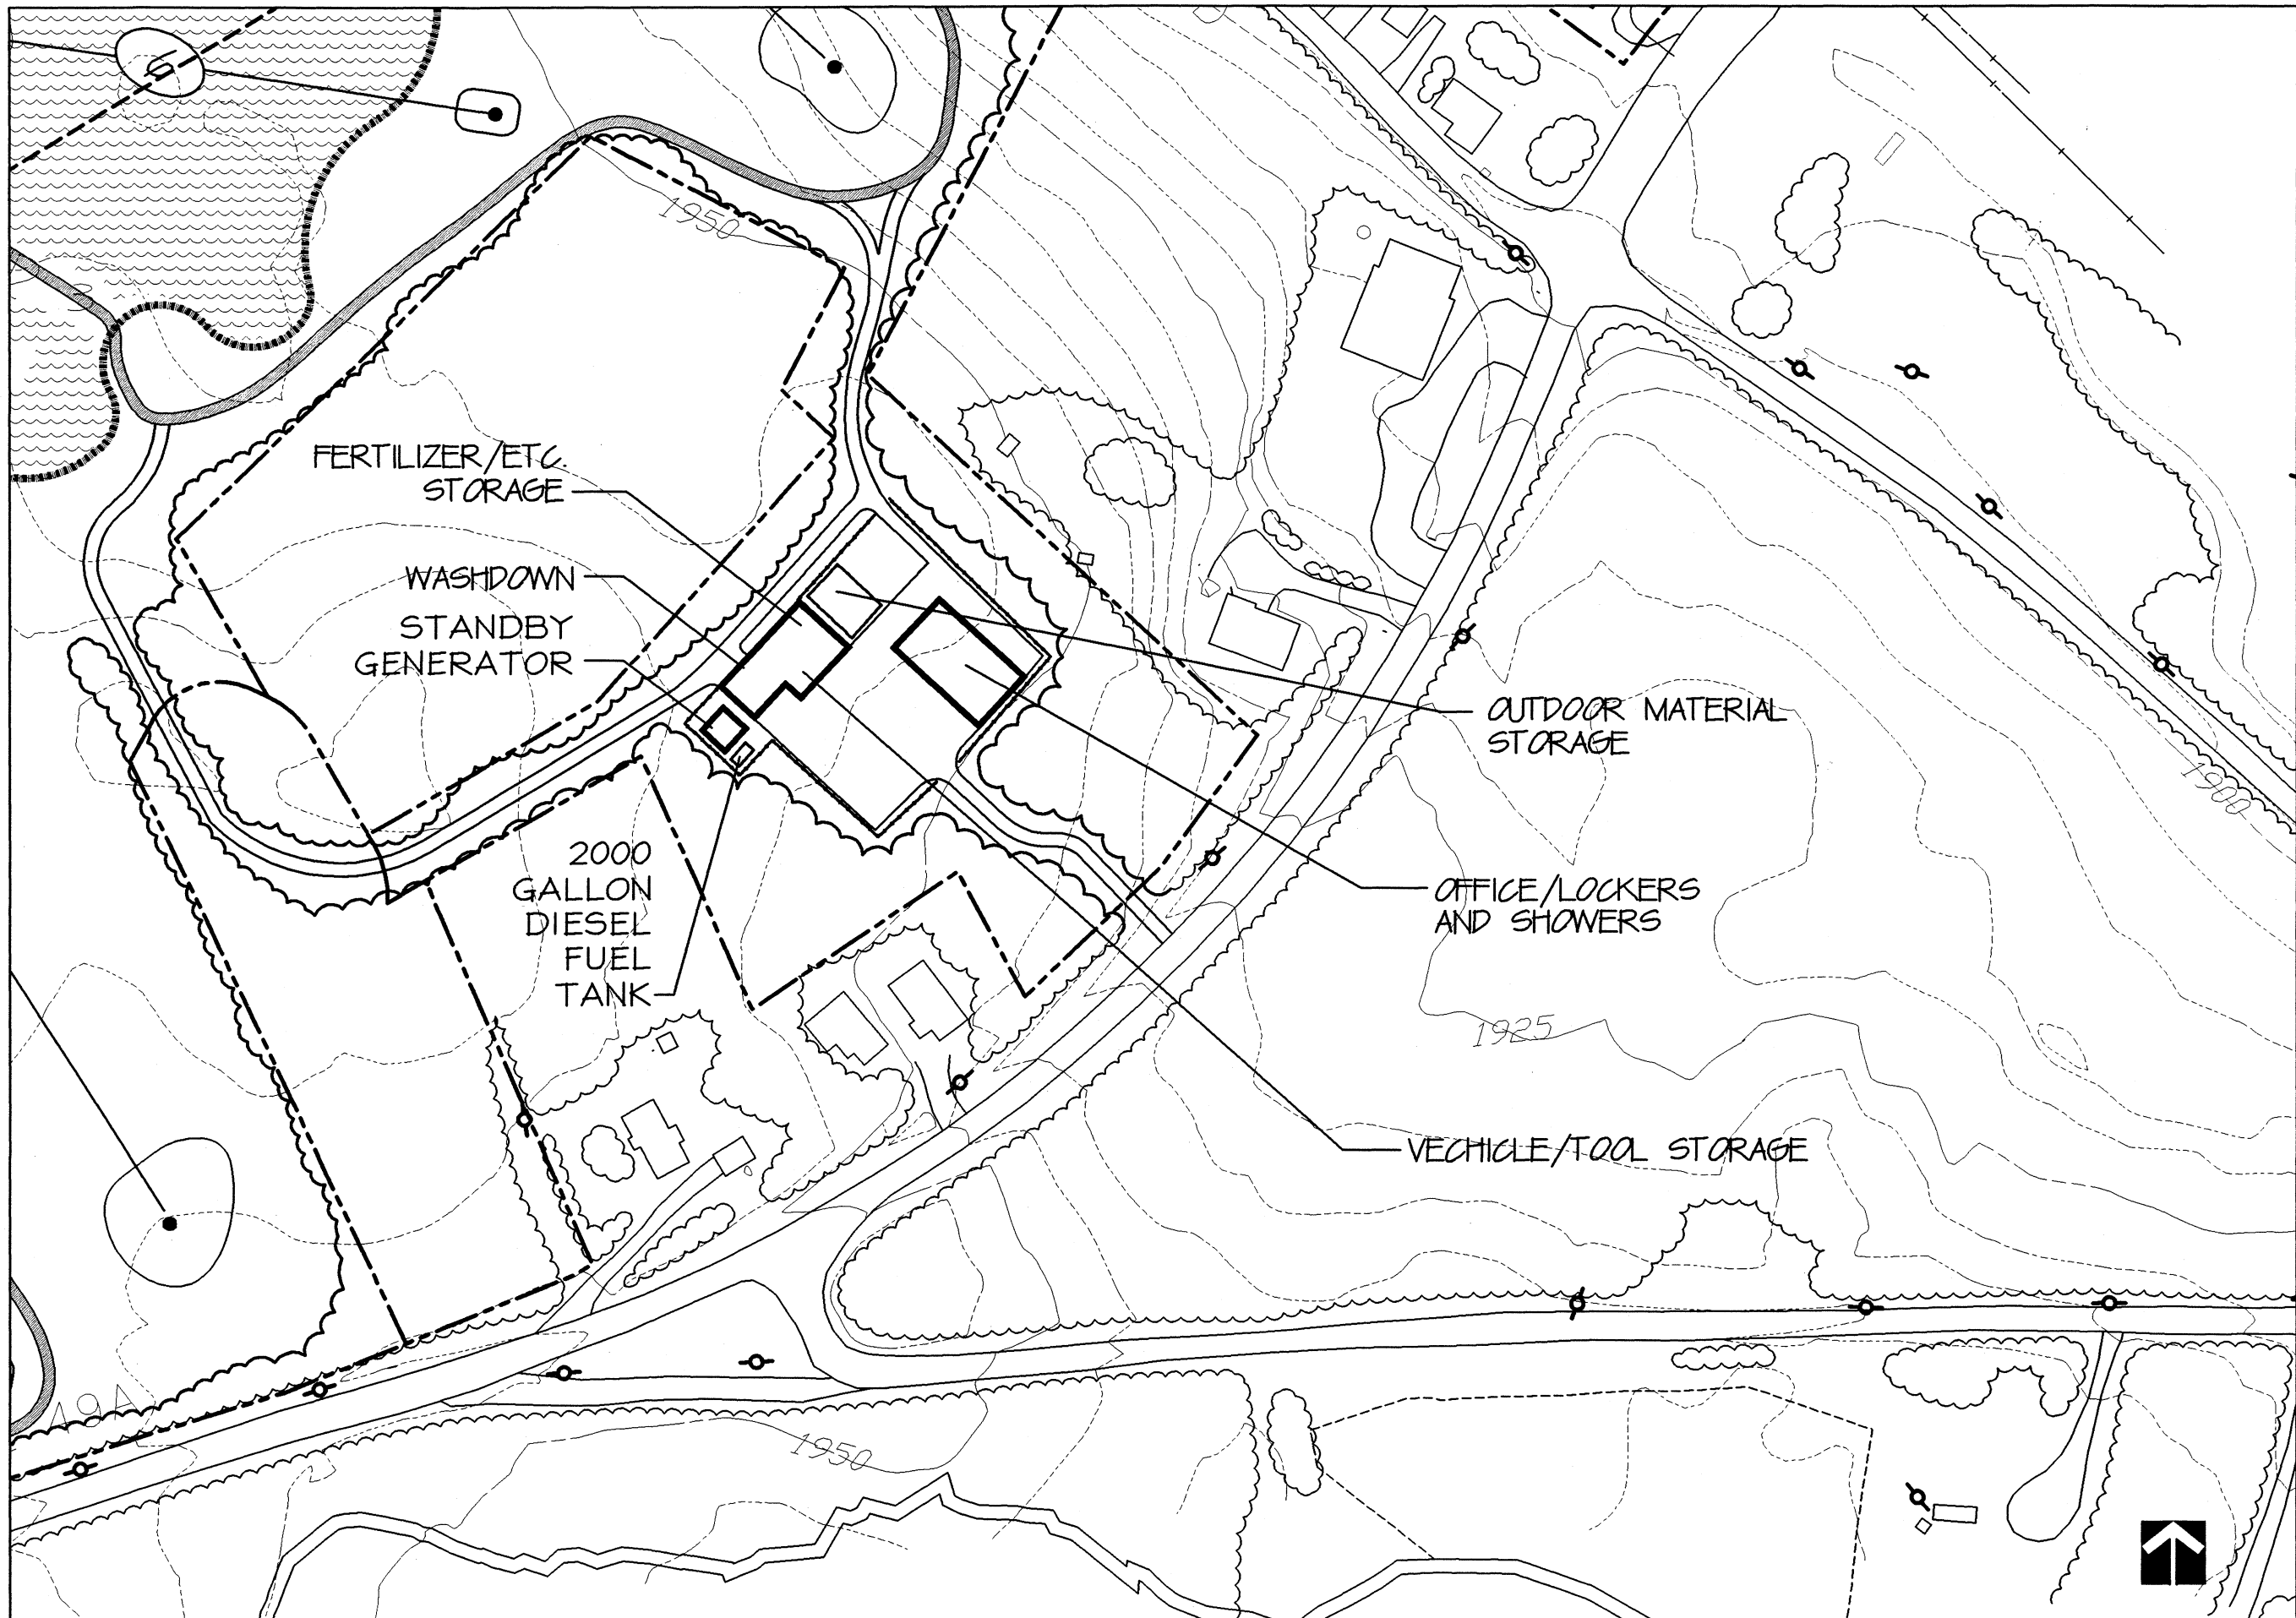 1950
FERTILIZER/ETC.
STORAGE
WASHDOWN
STANDBY
GENERATOR
OUTDOOR MATERIAL
STORAGE
1900
2000
GALLON
DIESEL
FUEL
TANK
OFFICE/LOCKERS
AND SHOWERS
1925
VECHICLE/TOOL STORAGE
49A
1950